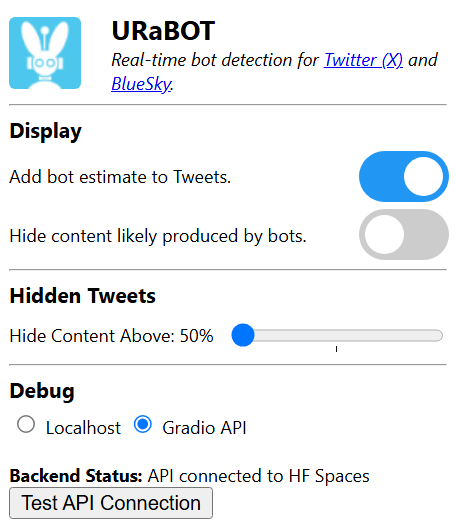 URaBOT
Real-time bot detection for Twitter (X) and
BlueSky.
Display
Add bot estimate to Tweets.
Hide content likely produced by bots.
Hidden Tweets
Hide Content Above: 50%
Debug
Localhost Gradio API
Backend Status: API connected to HF Spaces
Test API Connection